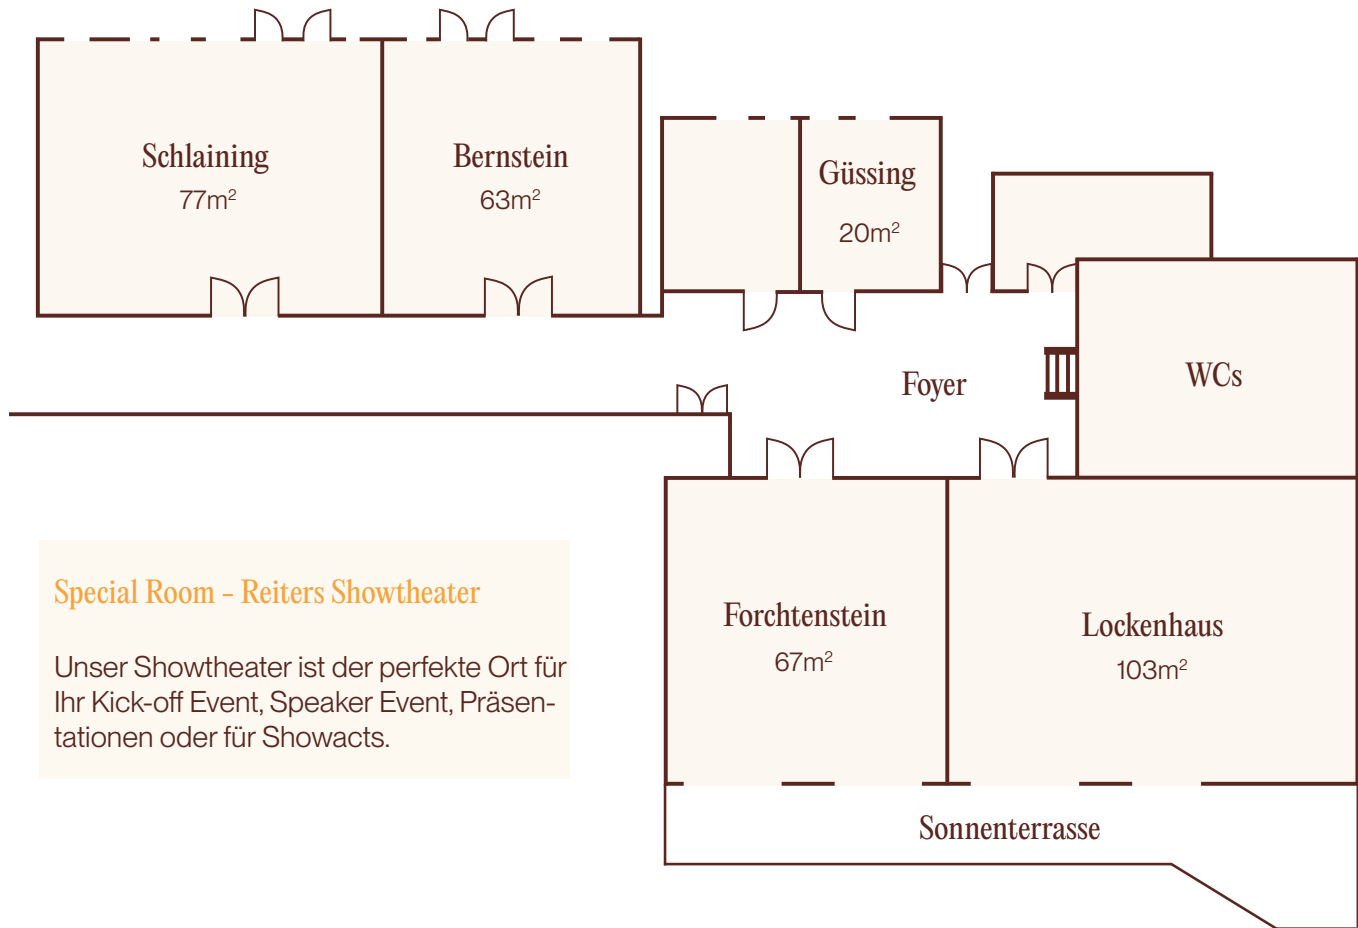 Schlaining
77m²
Bernstein
63m²
Güssing
20m²
Foyer
WCs
Special Room – Reiters Showtheater
Unser Showtheater ist der perfekte Ort für
Ihr Kick-off Event, Speaker Event, Präsen-
tationen oder für Showacts.
Forchtenstein
67m²
Lockenhaus
103m²
Sonnenterrasse